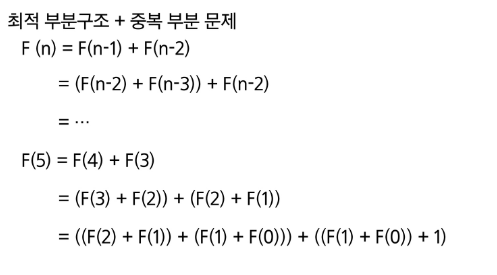 최적 부분구조 + 중복 부분 문제
F (n) = F(n-1) + F(n-2)
= (F(n-2) + F(n-3)) + F(n-2)
= ⋯
F(5) = F(4) + F(3)
= (F(3) + F(2)) + (F(2) + F(1))
= ((F(2) + F(1)) + (F(1) + F(0))) + ((F(1) + F(0)) + 1)